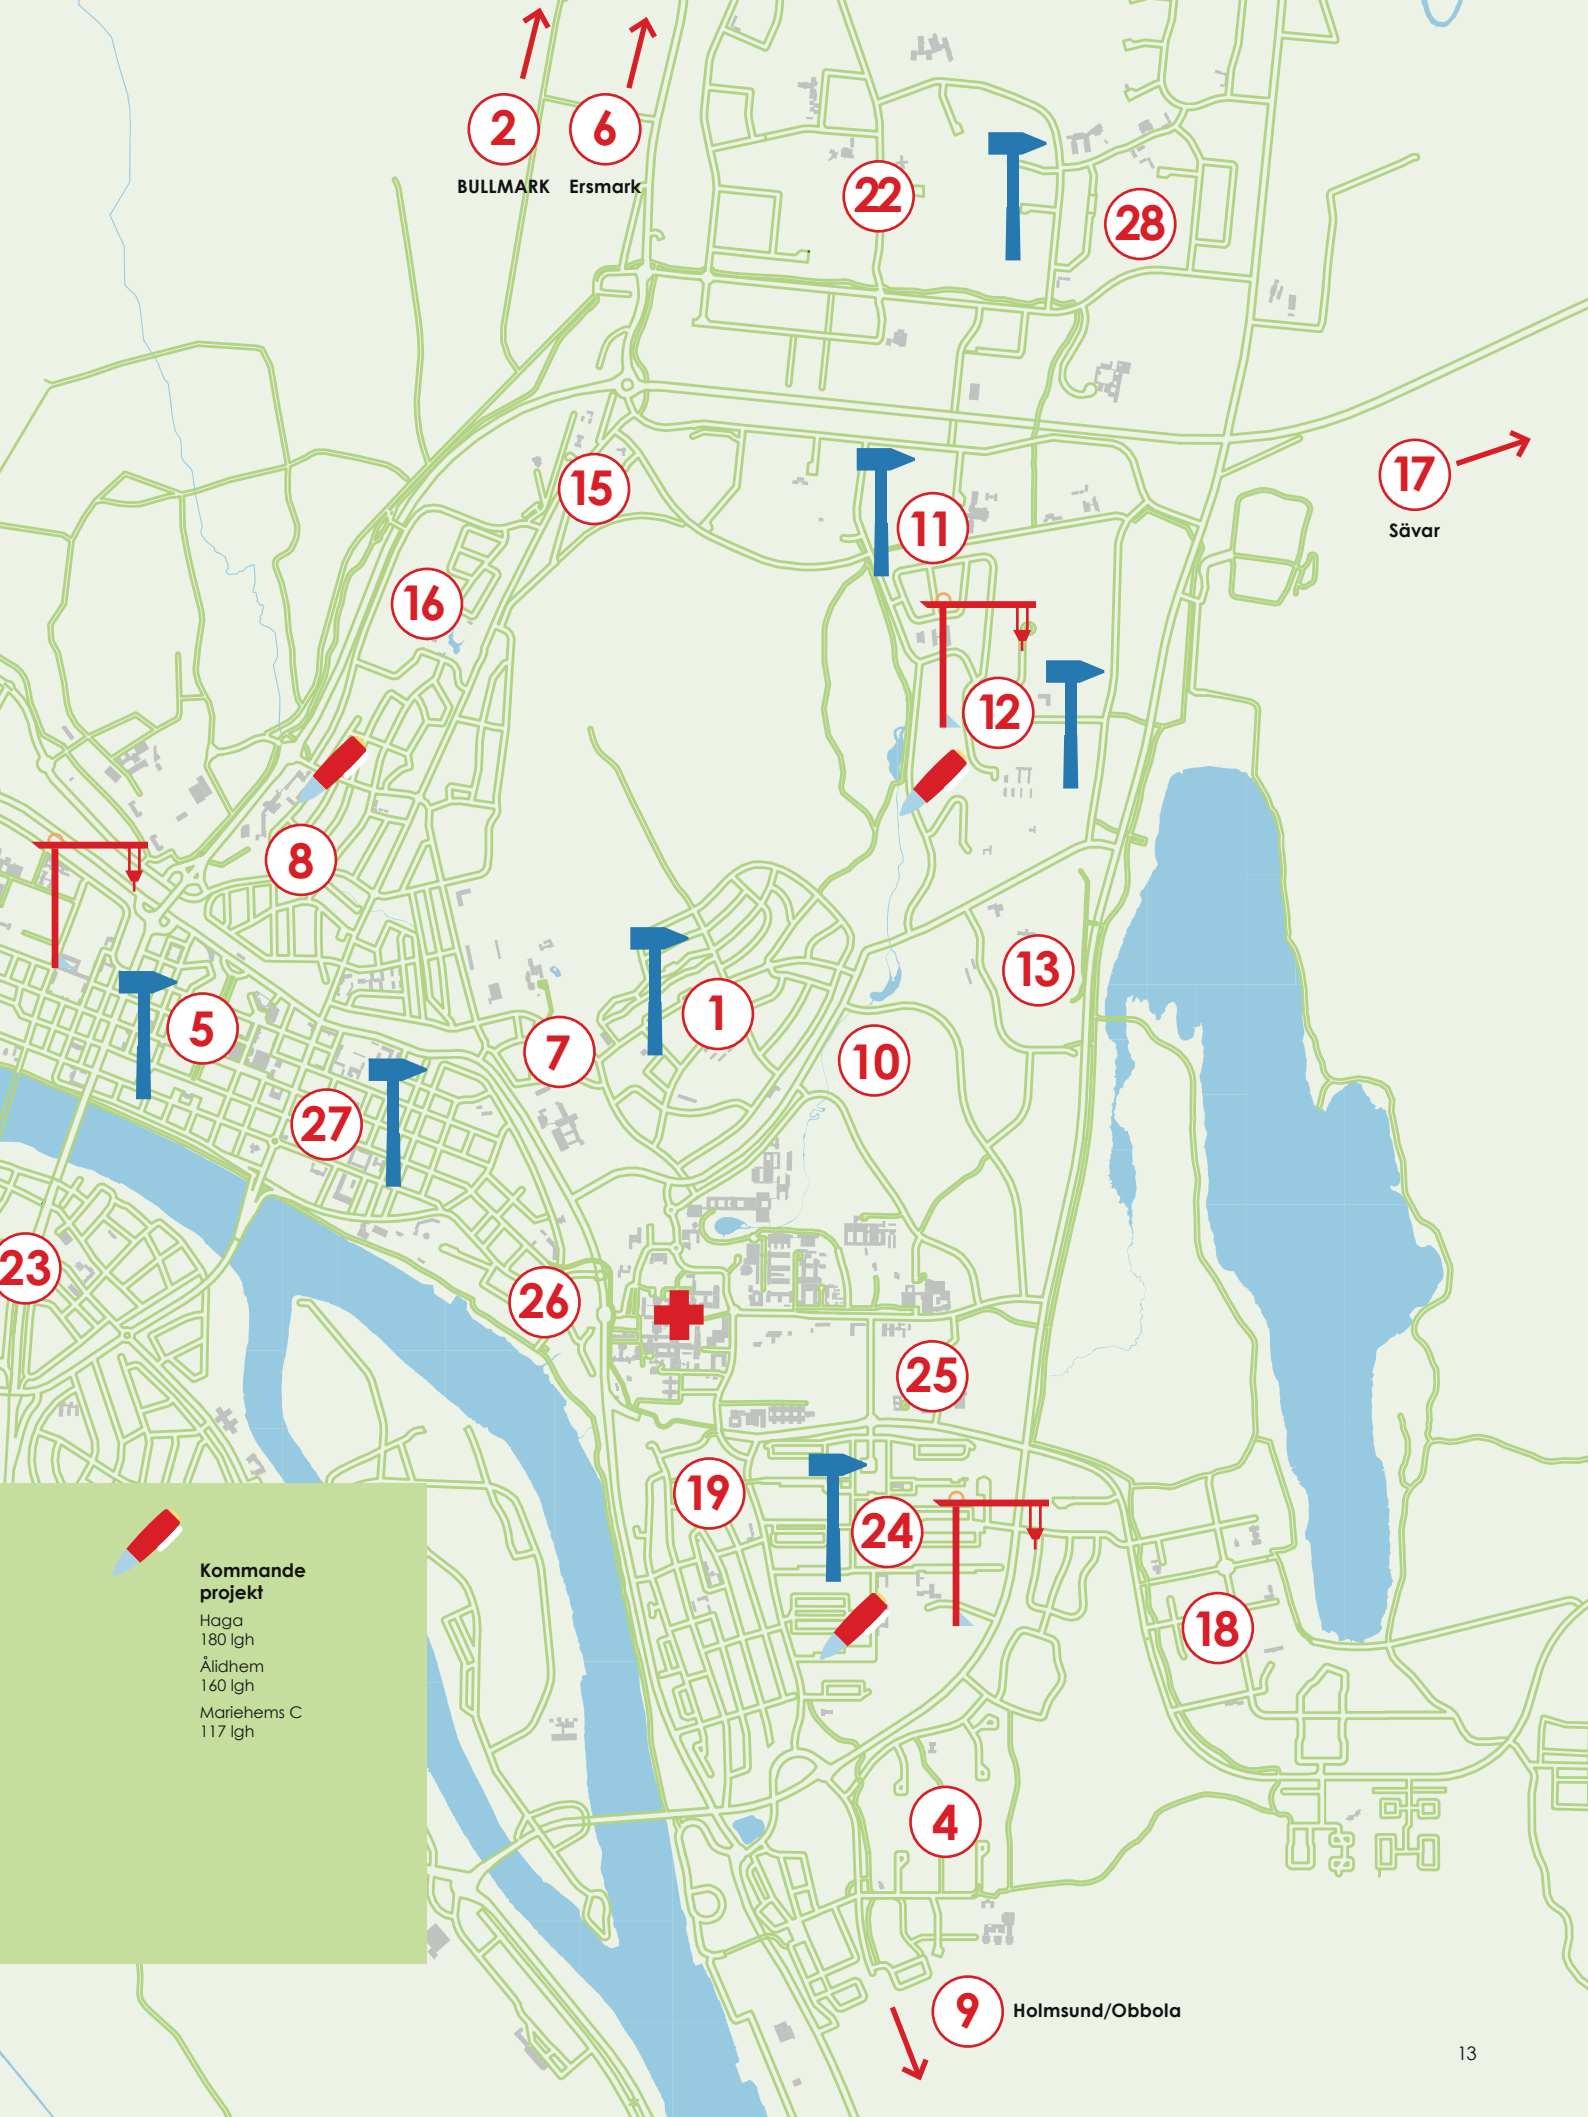 2
6
BULLMARK Ersmark
22
28
17
Sävar
15
11
16
12
8
13
5
1
7
10
27
23
26
25
19
24
18
Kommande
projekt
Haga
180 lgh
Ålidhem
160 lgh
Mariehems C
117 lgh
4
9
Holmsund/Obbola
13